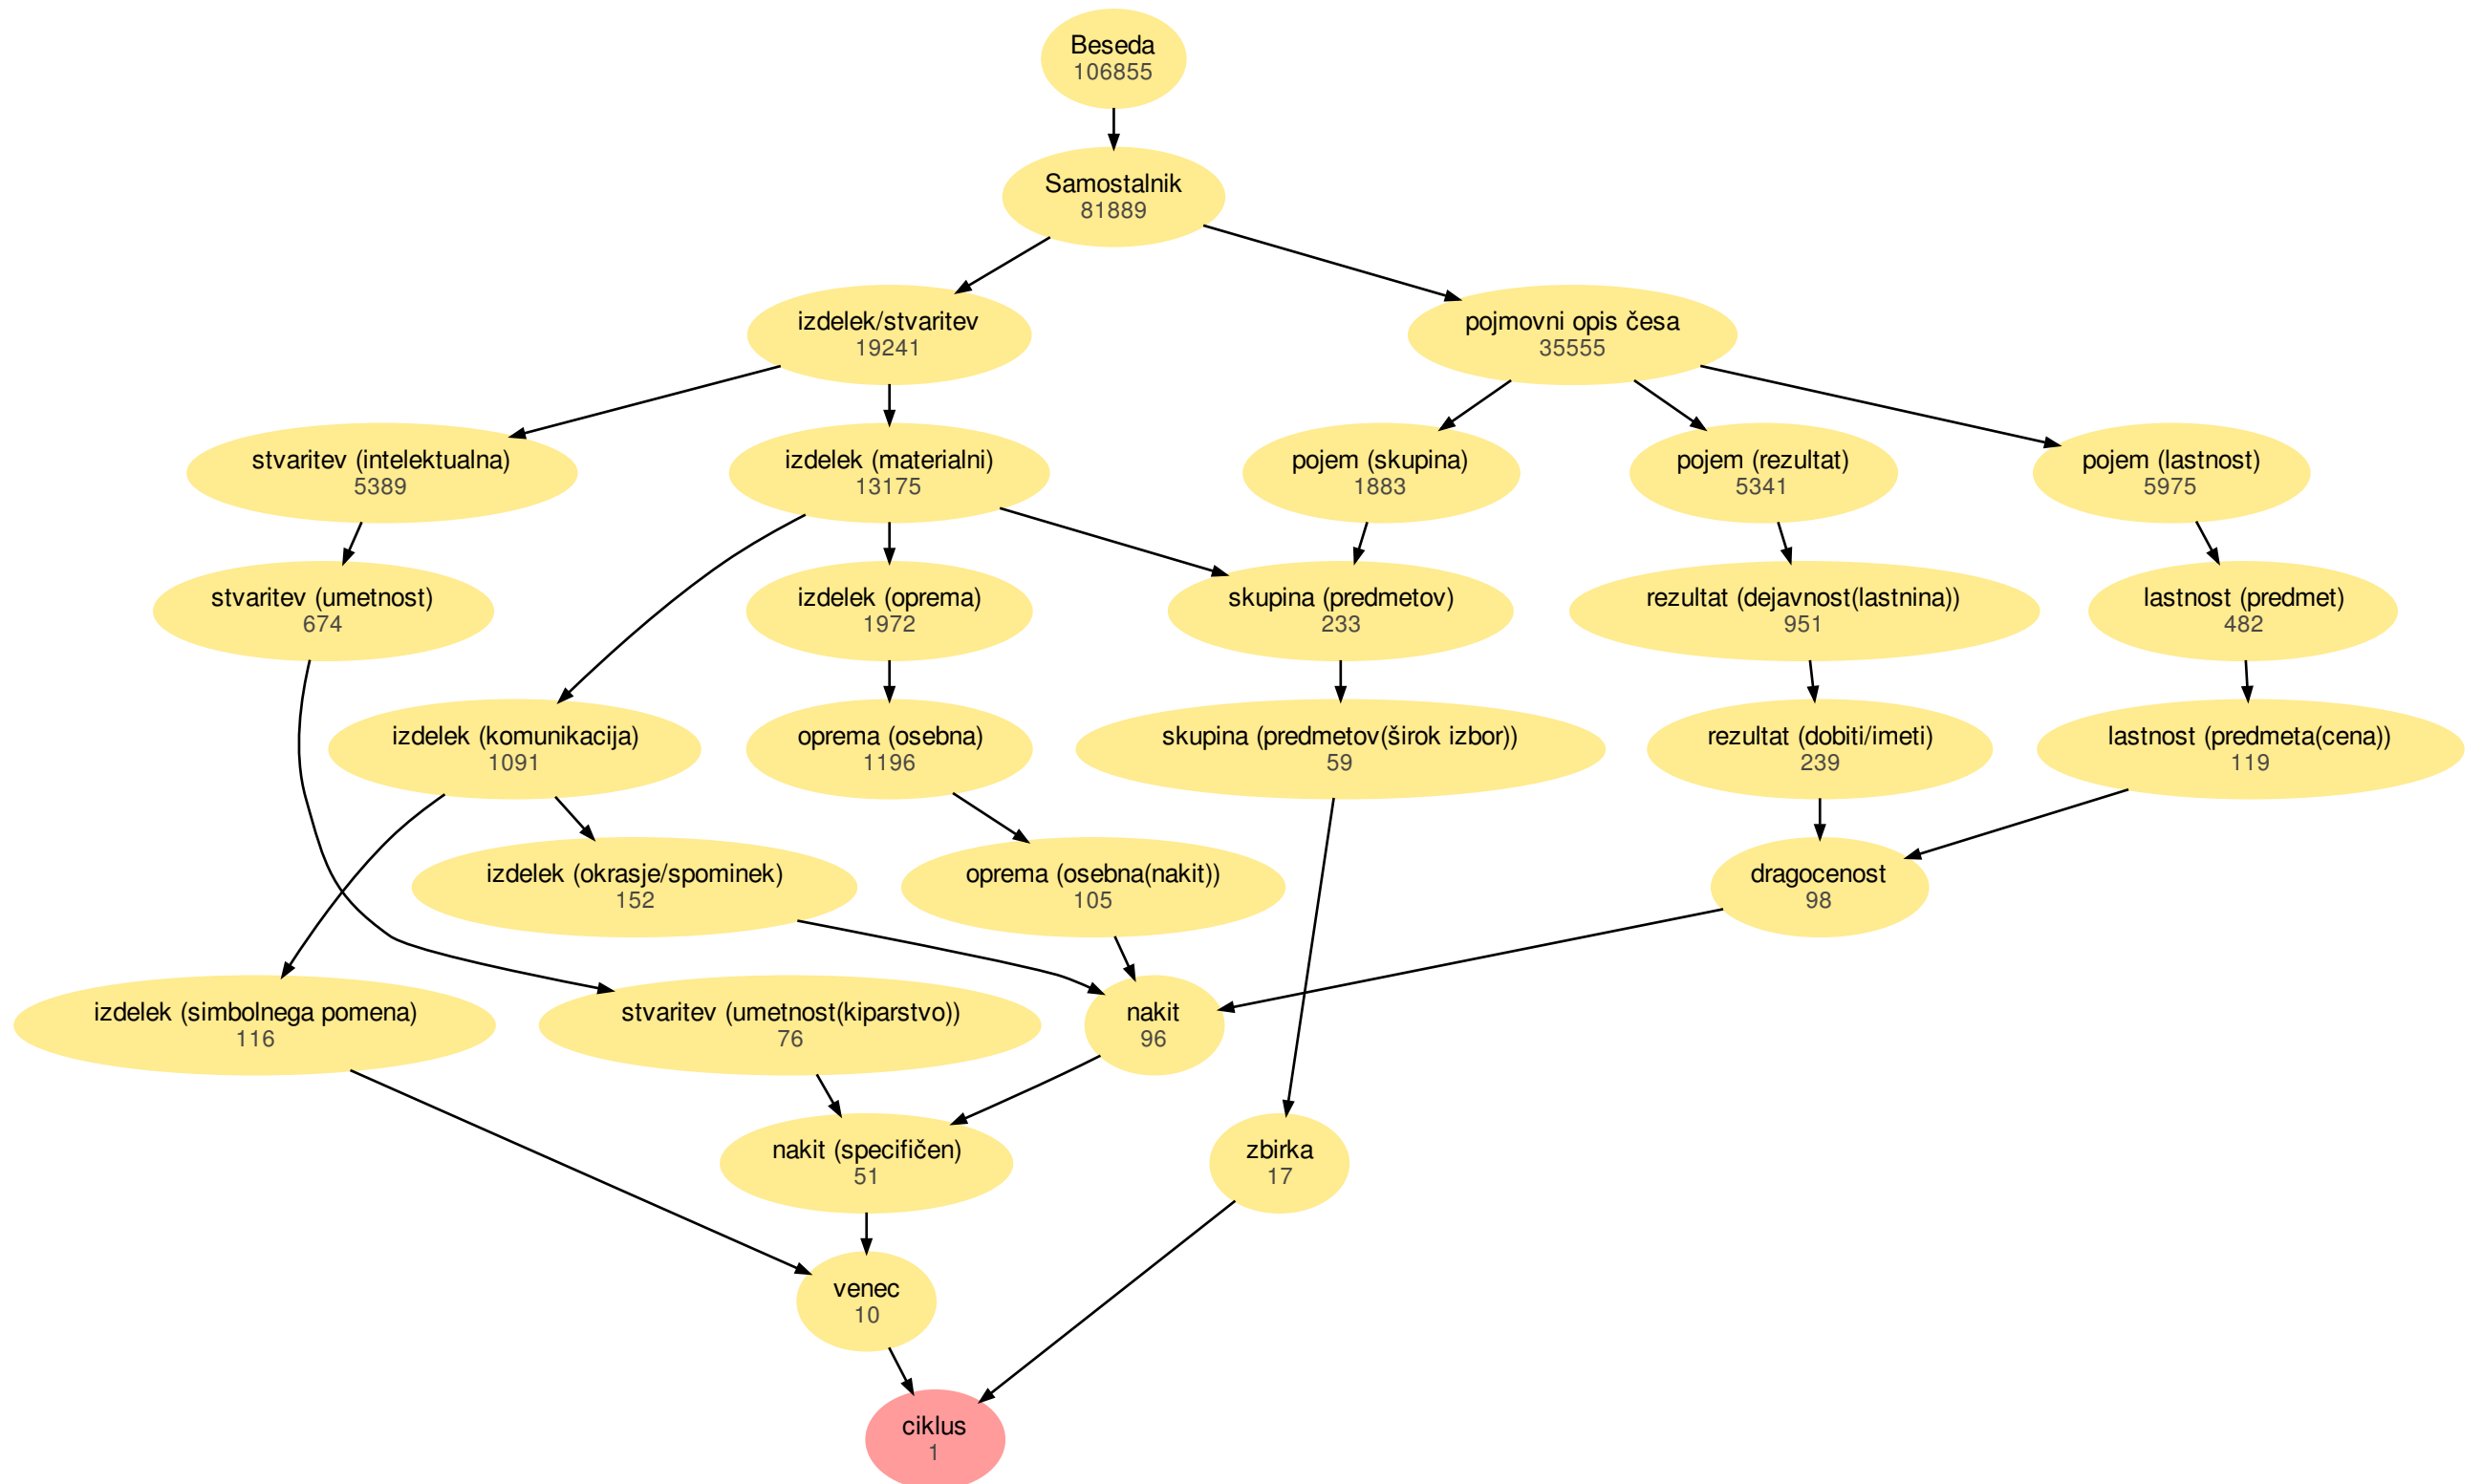 Beseda
106855
Samostalnik
81889
izdelek/stvaritev
19241
pojmovni opis česa
35555
stvaritev (intelektualna)
5389
izdelek (materialni)
13175
pojem (skupina)
1883
pojem (rezultat)
5341
pojem (lastnost)
5975
stvaritev (umetnost)
674
izdelek (oprema)
1972
skupina (predmetov)
233
rezultat (dejavnost(lastnina))
951
lastnost (predmet)
482
izdelek (komunikacija)
1091
oprema (osebna)
1196
skupina (predmetov(širok izbor))
59
rezultat (dobiti/imeti)
239
lastnost (predmeta(cena))
119
izdelek (okrasje/spominek)
152
oprema (osebna(nakit))
105
dragocenost
98
izdelek (simbolnega pomena)
116
stvaritev (umetnost(kiparstvo))
76
nakit
96
nakit (specifičen)
51
zbirka
17
venec
10
ciklus
1